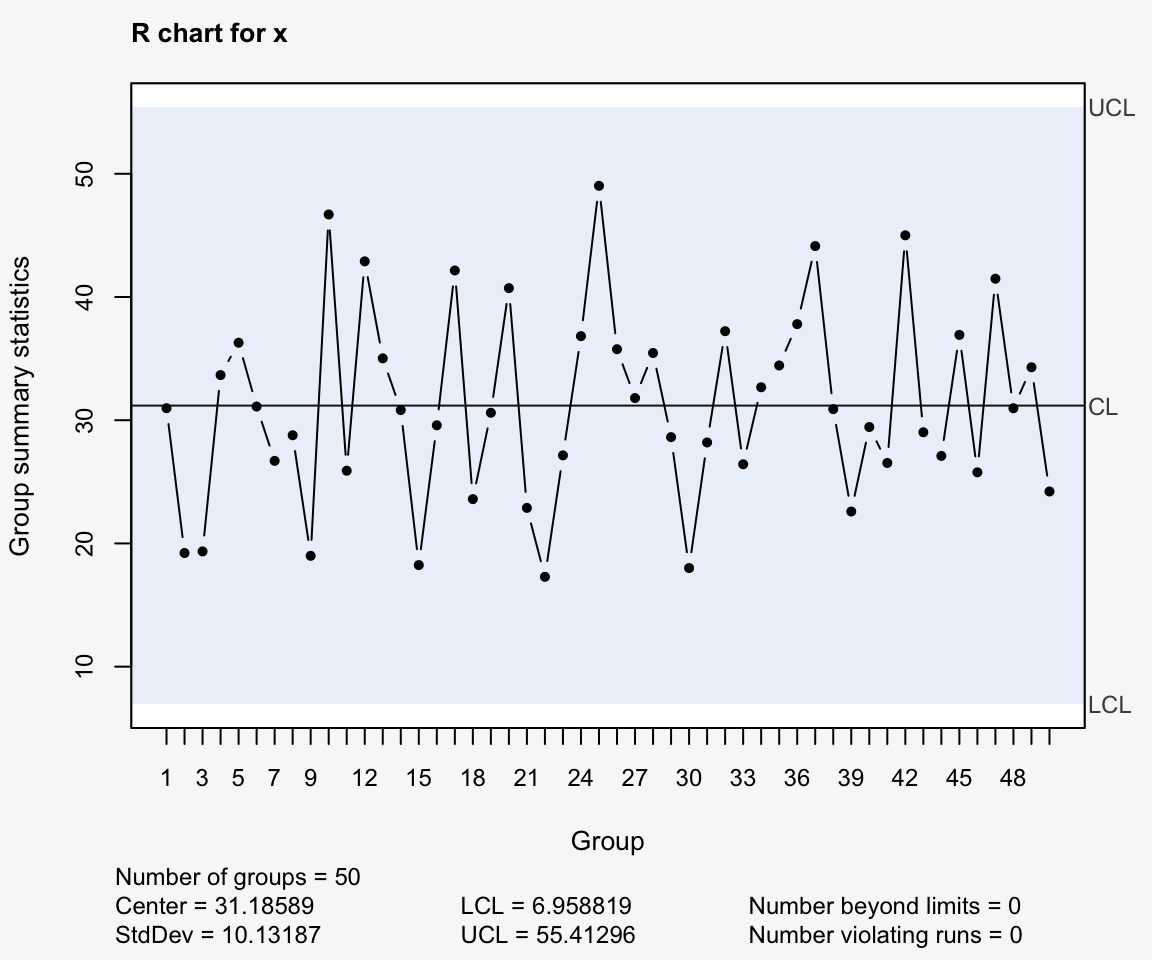 R chart for x
UCL
CL
LCL
Group summary statistics
50
40
30
20
10
1 3 5 7 9 12 15 18 21 24 27 30 33 36 39 42 45 48
Group
Number of groups = 50
Center = 31.18589 LCL = 6.958819 Number beyond limits = 0
StdDev = 10.13187 UCL = 55.41296 Number violating runs = 0